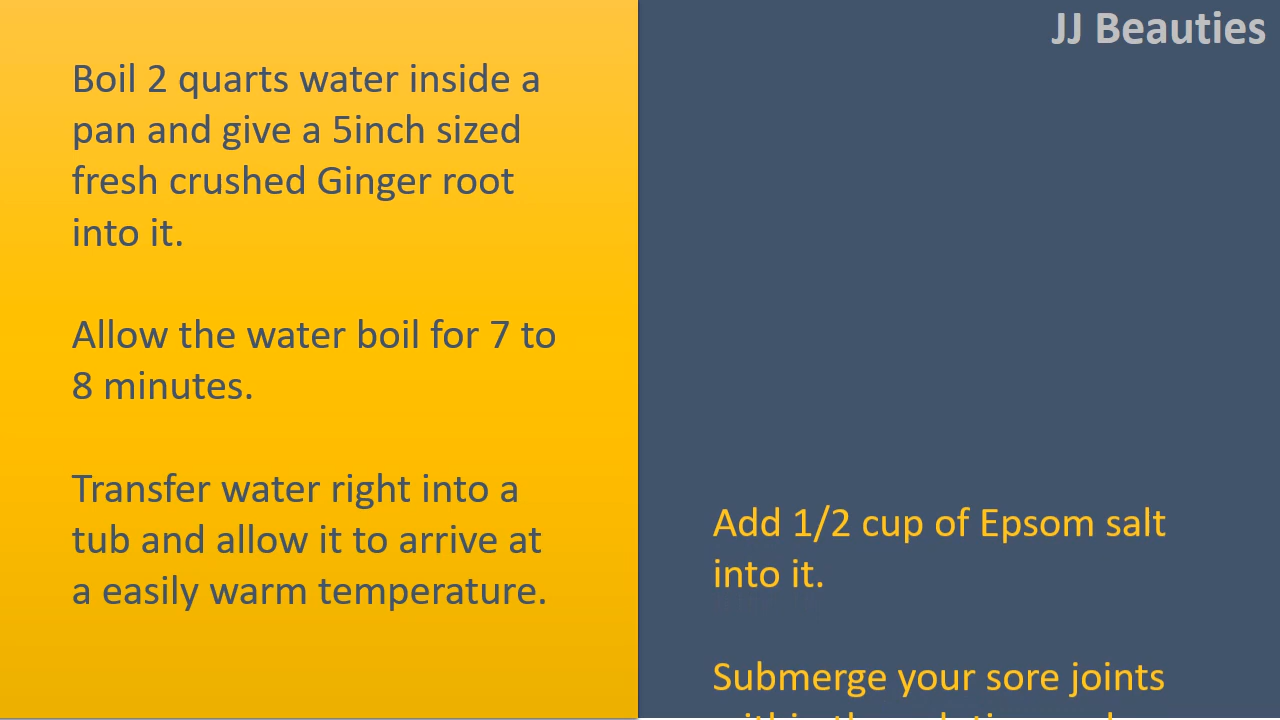 JJ Beauties
Boil 2 quarts water inside a
pan and give a 5inch sized
fresh crushed Ginger root
into it.
Allow the water boil for 7 to
8 minutes.
Transfer water right into a
tub and allow it to arrive at
a easily warm temperature.
Add 1/2 cup of Epsom salt
into it.
Submerge your sore joints